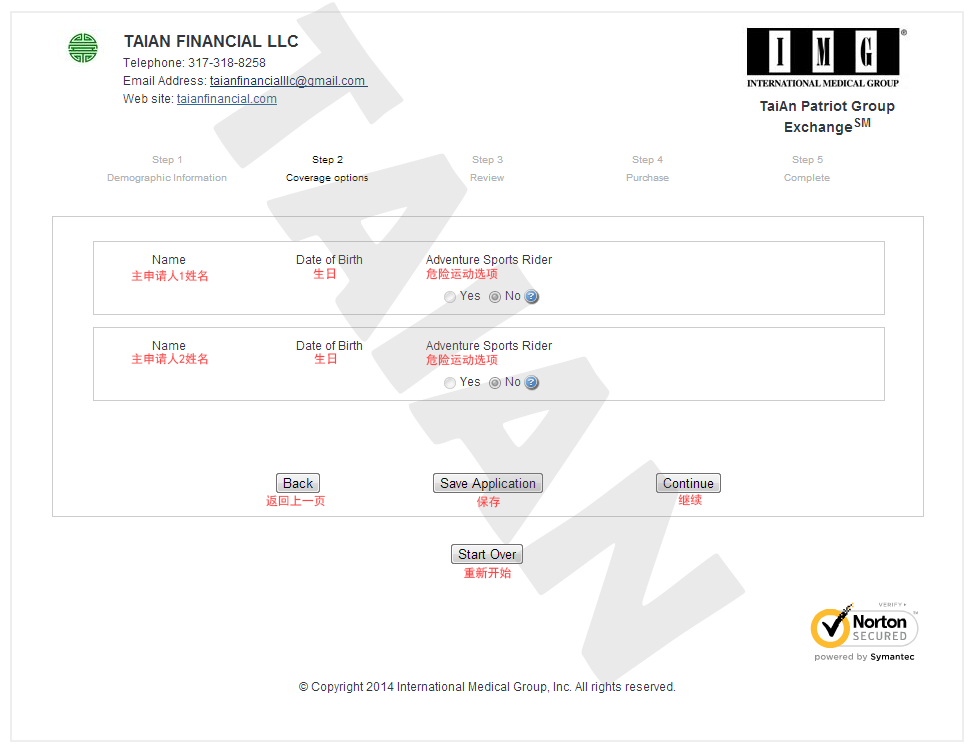 TAIAN FINANCIAL LLC
Telephone: 317-318-8258
Email Address: taianfinancialllc@gmail.com
Web site: taianfinancial.com
IMG®
INTERNATIONAL MEDICAL GROUP
TaiAn Patriot Group
Exchange SM
Step 1 Step 2 Step 3 Step 4 Step 5
Demographic Information Coverage options Review Purchase Complete
Name Date of Birth Adventure Sports Rider
主申请人1姓名 生日 危险运动选项
Yes No ?
Name Date of Birth Adventure Sports Rider
主申请人2姓名 生日 危险运动选项
Yes No ?
Back Save Application Continue
返回上一页 保存 继续
Start Over
重新开始
TAIAN
VERIFY
Norton™
SECURED
powered by Symantec
© Copyright 2014 International Medical Group, Inc. All rights reserved.